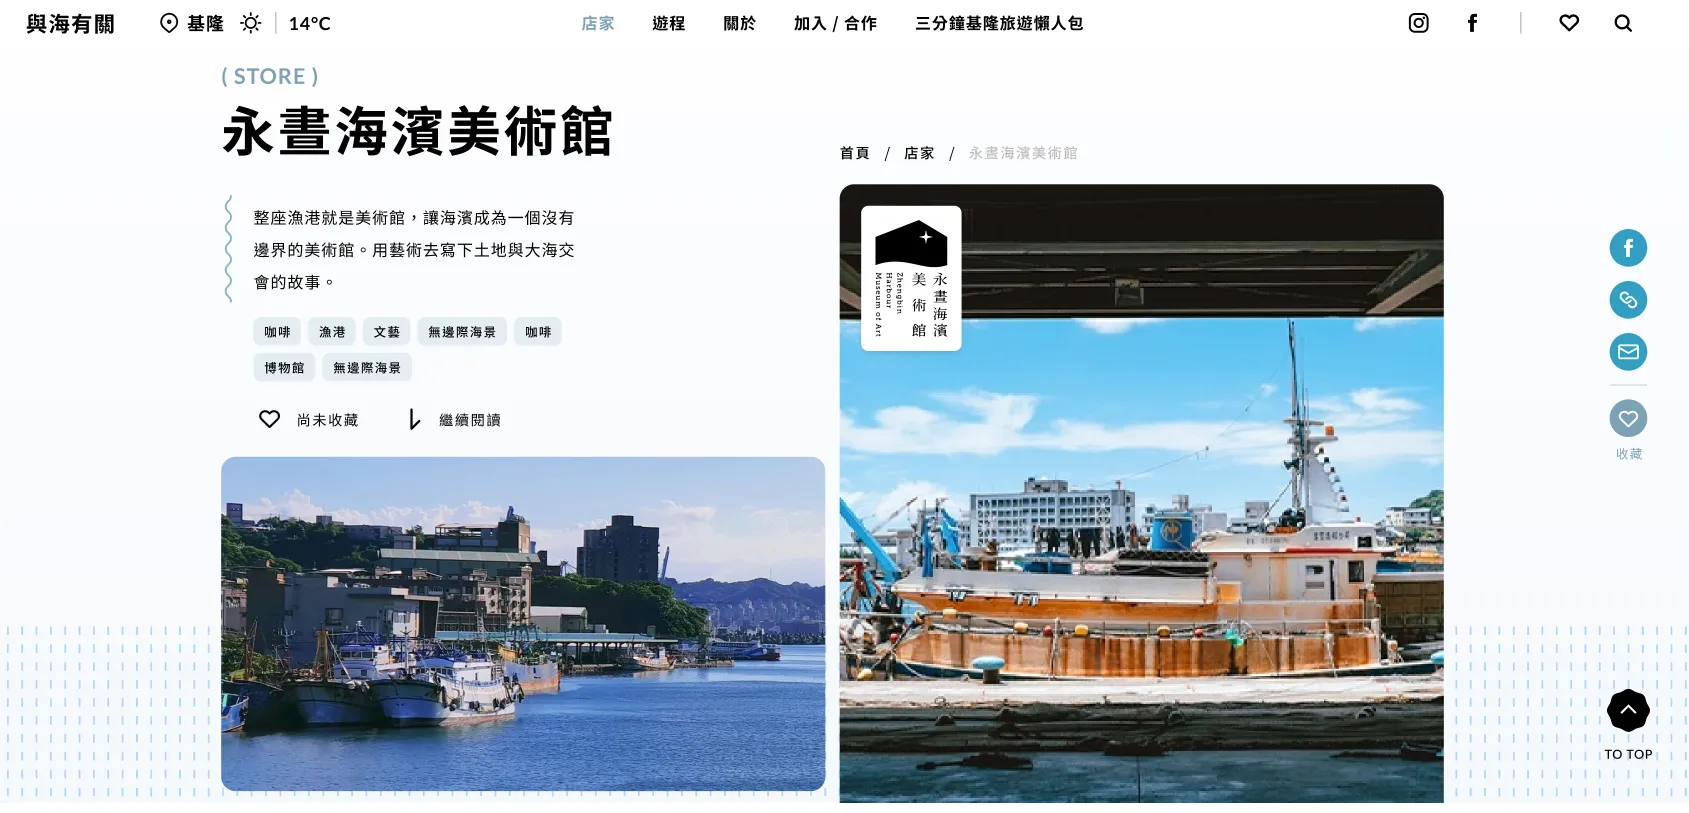 與海有關
基隆
14°C
店家
遊程
關於
加入 / 合作
三分鐘基隆旅遊懶人包
( STORE )
永晝海濱美術館
首頁 / 店家 / 永晝海濱美術館
整座漁港就是美術館，讓海濱成為一個沒有
邊界的美術館。用藝術去寫下土地與大海交
會的故事。
咖啡 漁港 文藝 無邊際海景 咖啡
博物館 無邊際海景
尚未收藏
繼續閱讀
永晝海濱
美術館
Zhengbin
Harbour
Museum of Art
收藏
TO TOP